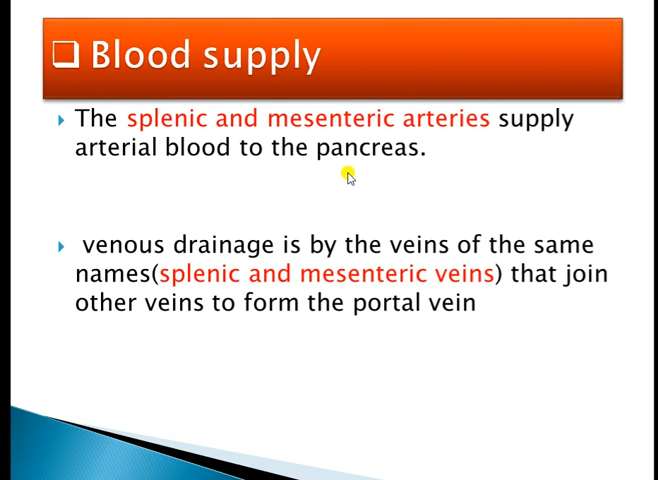 ❑ Blood supply
The splenic and mesenteric arteries supply
arterial blood to the pancreas.
venous drainage is by the veins of the same
names(splenic and mesenteric veins) that join
other veins to form the portal vein